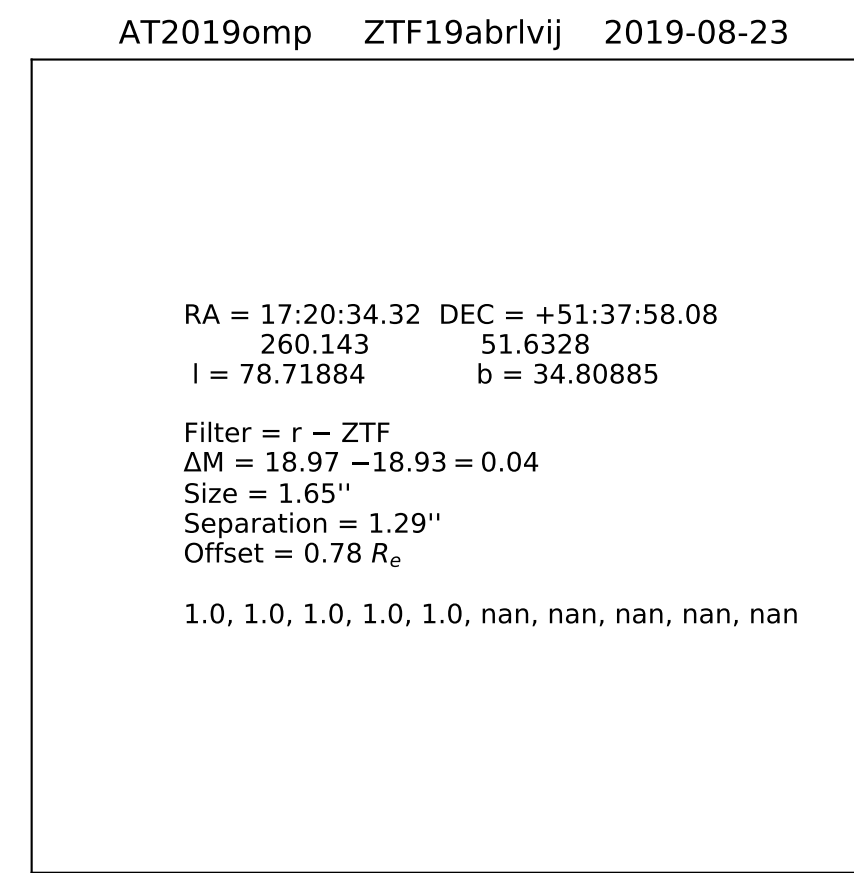 AT2019omp ZTF19abrlvij 2019-08-23
RA = 17:20:34.32 DEC = +51:37:58.08
260.143 51.6328
l = 78.71884 b = 34.80885
Filter = r − ZTF
ΔM = 18.97 −18.93 = 0.04
Size = 1.65''
Separation = 1.29''
Offset = 0.78 Re
1.0, 1.0, 1.0, 1.0, 1.0, nan, nan, nan, nan, nan